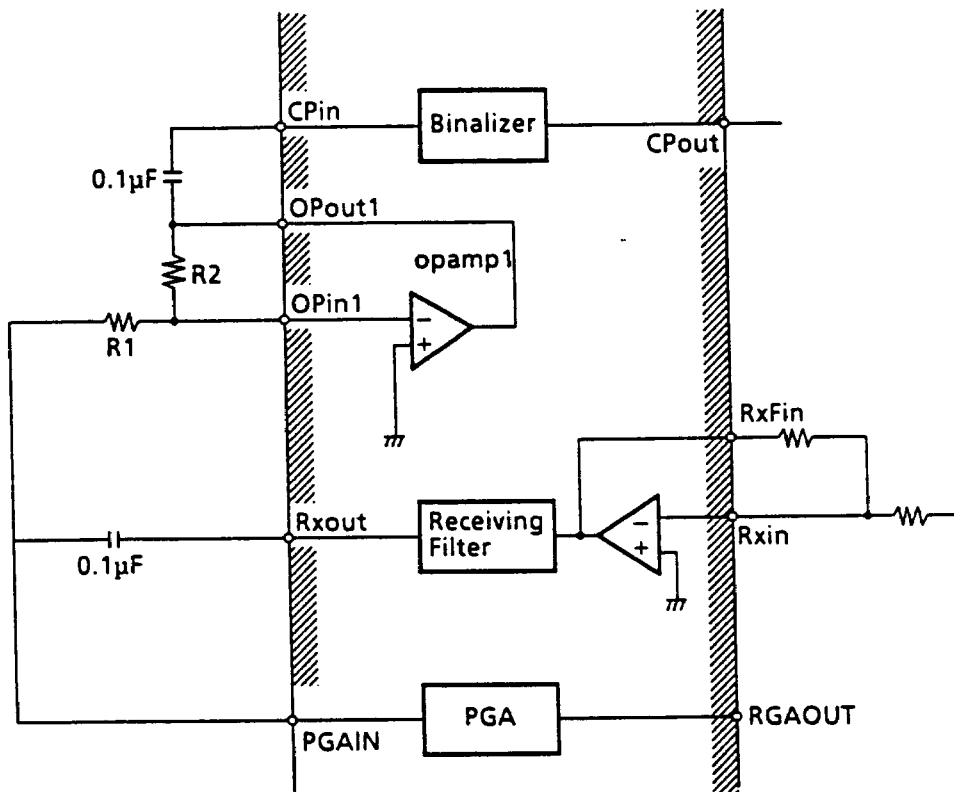 CPin
Binalizer
CPout
0.1μF
OPout1
opamp1
R2
OPin1
−
+
R1
RxFin
Rxout
Receiving
Filter
−
+
Rxin
0.1μF
PGA
RGAOUT
PGAIN